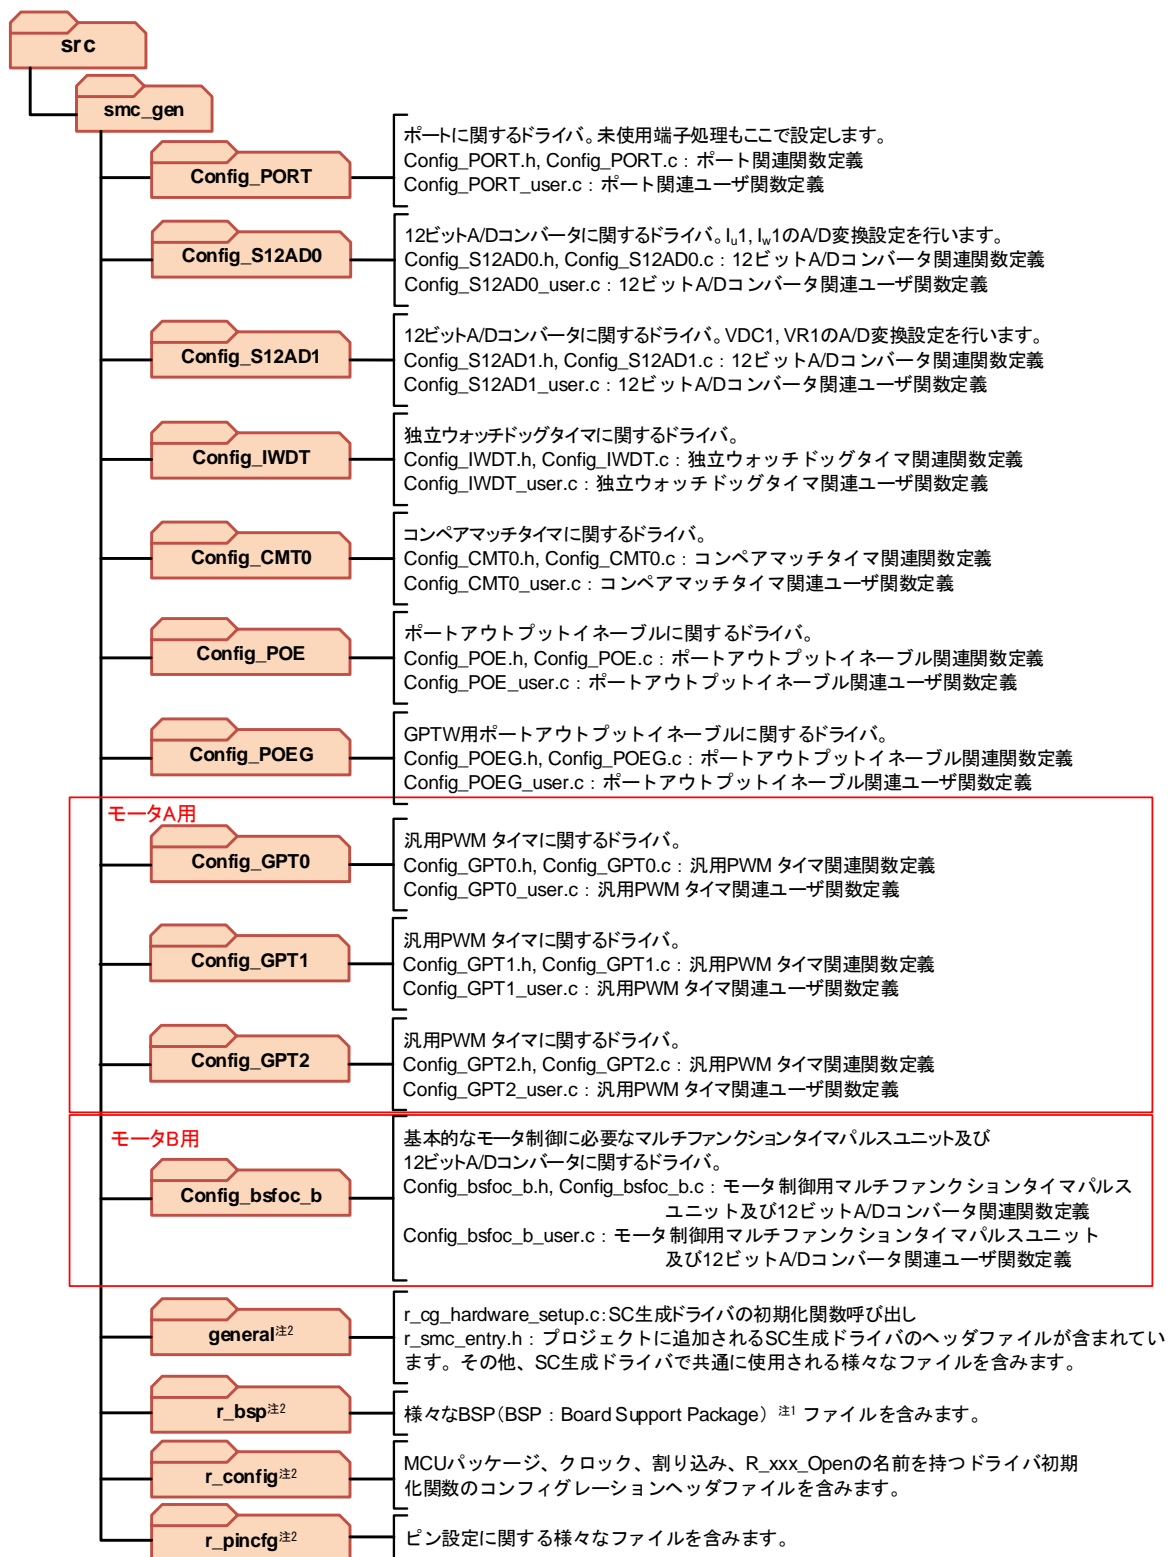 src
smc_gen
Config_PORT
ポートに関するドライバ。未使用端子処理もここで設定します。
Config_PORT.h, Config_PORT.c：ポート関連関数定義
Config_PORT_user.c：ポート関連ユーザ関数定義
Config_S12AD0
12ビットA/Dコンバータに関するドライバ。Iu1, Iw1のA/D変換設定を行います。
Config_S12AD0.h, Config_S12AD0.c：12ビットA/Dコンバータ関連関数定義
Config_S12AD0_user.c：12ビットA/Dコンバータ関連ユーザ関数定義
Config_S12AD1
12ビットA/Dコンバータに関するドライバ。VDC1, VR1のA/D変換設定を行います。
Config_S12AD1.h, Config_S12AD1.c：12ビットA/Dコンバータ関連関数定義
Config_S12AD1_user.c：12ビットA/Dコンバータ関連ユーザ関数定義
Config_IWDT
独立ウォッチドッグタイマに関するドライバ。
Config_IWDT.h, Config_IWDT.c：独立ウォッチドッグタイマ関連関数定義
Config_IWDT_user.c：独立ウォッチドッグタイマ関連ユーザ関数定義
Config_CMT0
コンペアマッチタイマに関するドライバ。
Config_CMT0.h, Config_CMT0.c：コンペアマッチタイマ関連関数定義
Config_CMT0_user.c：コンペアマッチタイマ関連ユーザ関数定義
Config_POE
ポートアウトプットイネーブルに関するドライバ。
Config_POE.h, Config_POE.c：ポートアウトプットイネーブル関連関数定義
Config_POE_user.c：ポートアウトプットイネーブル関連ユーザ関数定義
Config_POEG
GPTW用ポートアウトプットイネーブルに関するドライバ。
Config_POEG.h, Config_POEG.c：ポートアウトプットイネーブル関連関数定義
Config_POEG_user.c：ポートアウトプットイネーブル関連ユーザ関数定義
モータA用
Config_GPT0
汎用PWM タイマに関するドライバ。
Config_GPT0.h, Config_GPT0.c：汎用PWM タイマ関連関数定義
Config_GPT0_user.c：汎用PWM タイマ関連ユーザ関数定義
Config_GPT1
汎用PWM タイマに関するドライバ。
Config_GPT1.h, Config_GPT1.c：汎用PWM タイマ関連関数定義
Config_GPT1_user.c：汎用PWM タイマ関連ユーザ関数定義
Config_GPT2
汎用PWM タイマに関するドライバ。
Config_GPT2.h, Config_GPT2.c：汎用PWM タイマ関連関数定義
Config_GPT2_user.c：汎用PWM タイマ関連ユーザ関数定義
モータB用
Config_bsfoc_b
基本的なモータ制御に必要なマルチファンクションタイマパルスユニット及び
12ビットA/Dコンバータに関するドライバ。
Config_bsfoc_b.h, Config_bsfoc_b.c：モータ制御用マルチファンクションタイマパルス
ユニット及び12ビットA/Dコンバータ関連関数定義
Config_bsfoc_b_user.c：モータ制御用マルチファンクションタイマパルスユニット
及び12ビットA/Dコンバータ関連ユーザ関数定義
general注2
r_cg_hardware_setup.c：SC生成ドライバの初期化関数呼び出し
r_smc_entry.h：プロジェクトに追加されるSC生成ドライバのヘッダファイルが含まれてい
ます。その他、SC生成ドライバで共通に使用される様々なファイルを含みます。
r_bsp注2
様々なBSP（BSP：Board Support Package）注1 ファイルを含みます。
r_config注2
MCUパッケージ、クロック、割り込み、R_xxx_Openの名前を持つドライバ初期
化関数のコンフィグレーションヘッダファイルを含みます。
r_pincfg注2
ピン設定に関する様々なファイルを含みます。